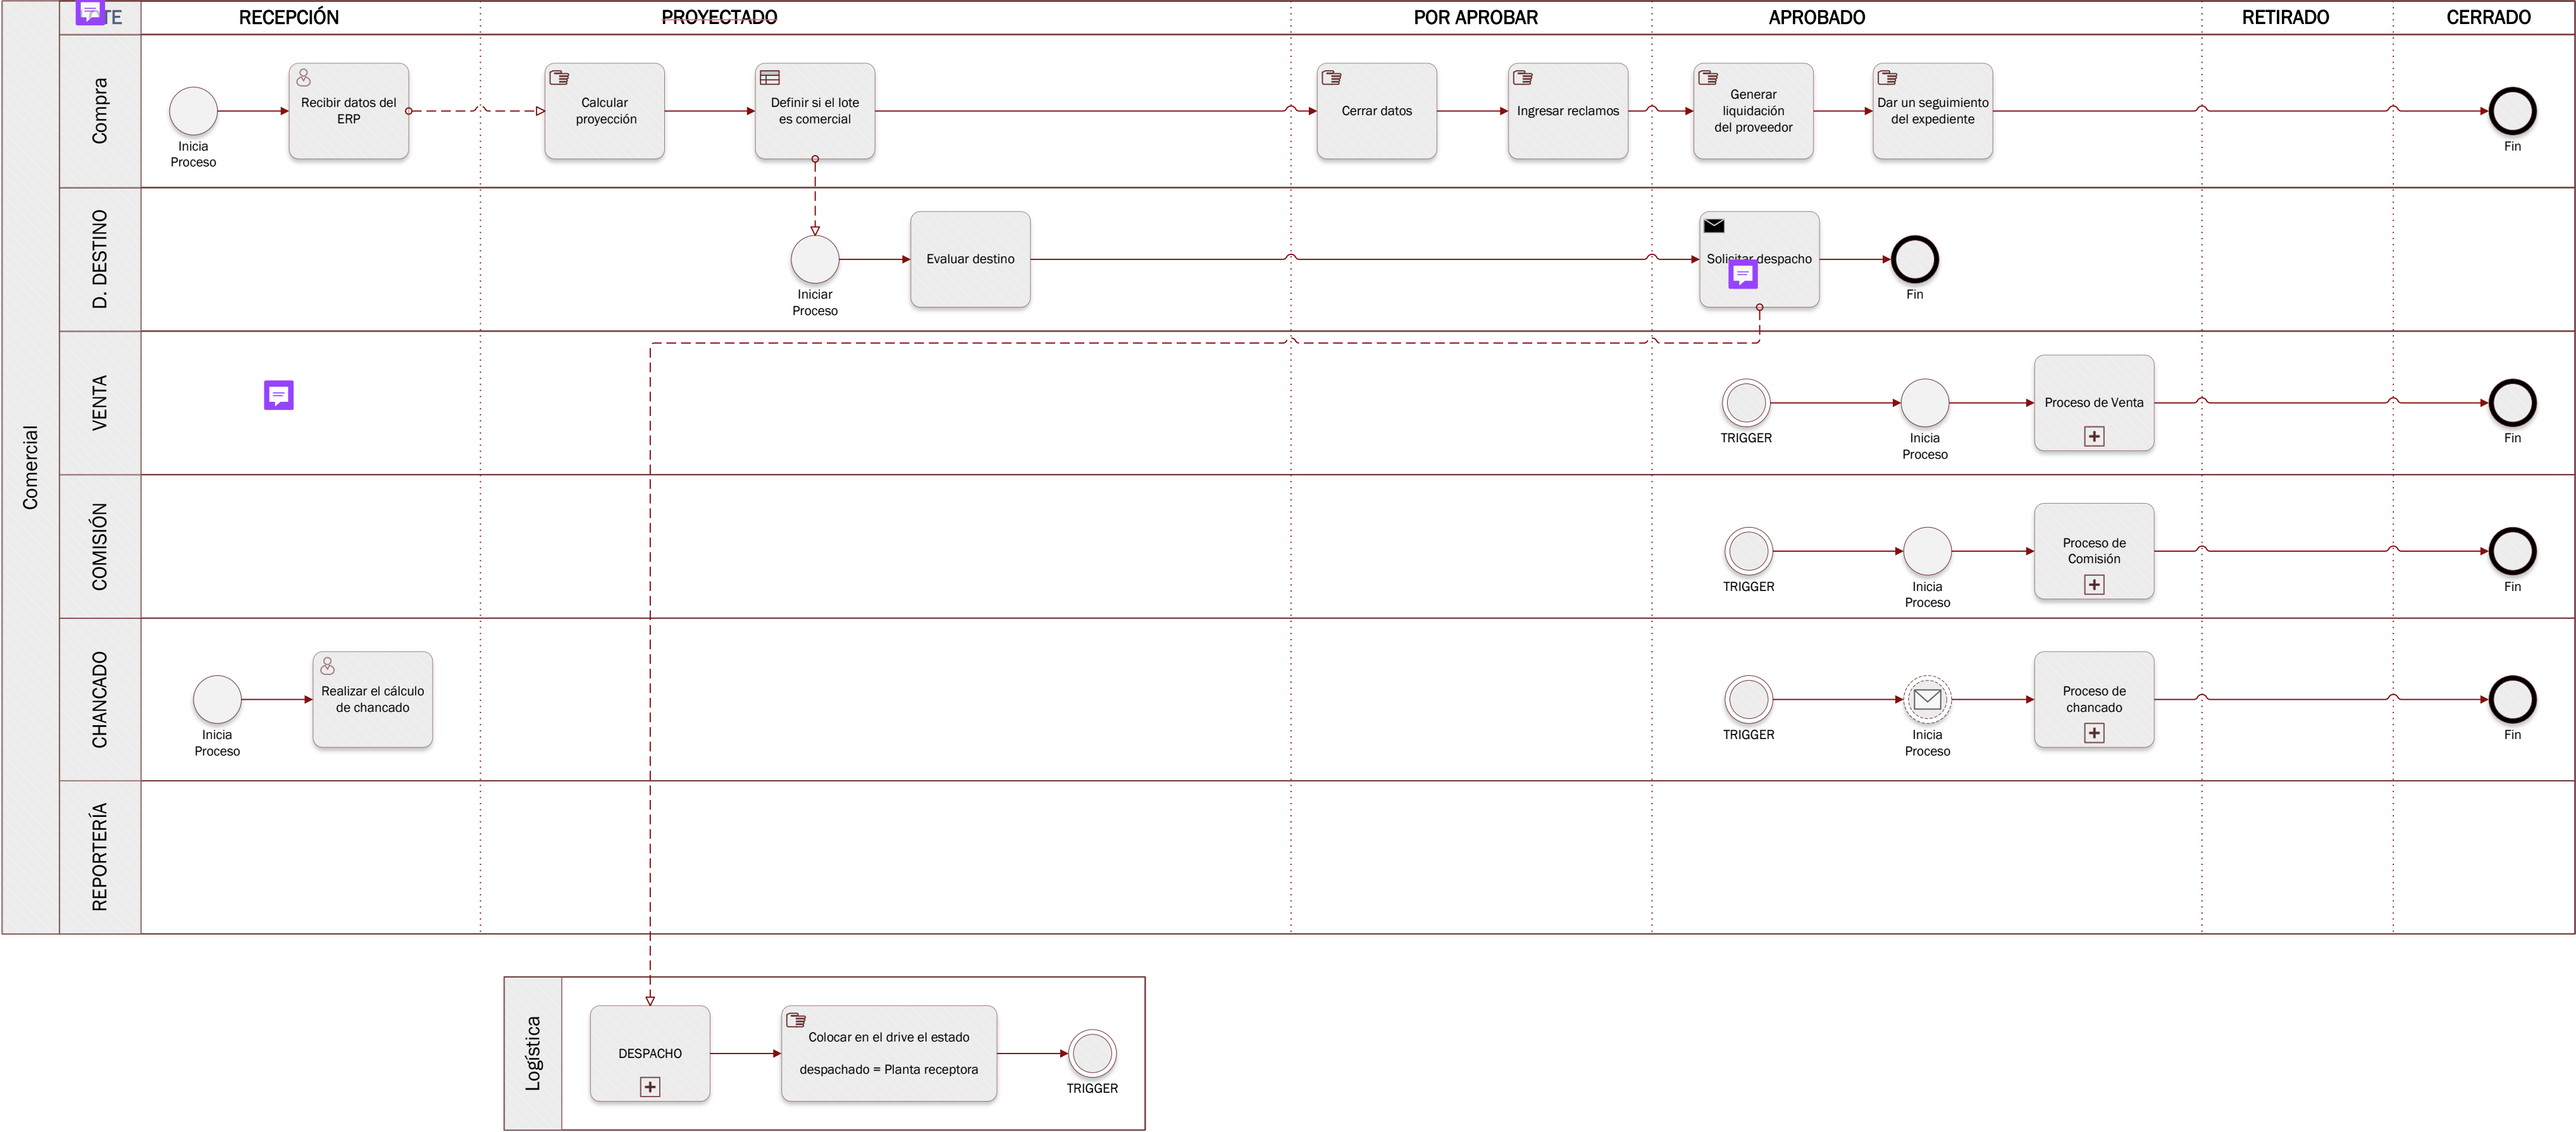 RECEPCIÓN
PROYECTADO
POR APROBAR
APROBADO
RETIRADO
CERRADO
Comercial
Compra
Inicia
Proceso
Recibir datos del
ERP
Calcular
proyección
Definir si el lote
es comercial
Cerrar datos
Ingresar reclamos
Generar
liquidación
del proveedor
Dar un seguimiento
del expediente
Fin
D. DESTINO
Iniciar
Proceso
Evaluar destino
Solicitar despacho
Fin
VENTA
TRIGGER
Inicia
Proceso
Proceso de Venta
Fin
COMISIÓN
TRIGGER
Inicia
Proceso
Proceso de
Comisión
Fin
CHANCADO
Inicia
Proceso
Realizar el cálculo
de chancado
TRIGGER
Inicia
Proceso
Proceso de
chancado
Fin
REPORTERÍA
Logística
DESPACHO
Colocar en el drive el estado
despachado = Planta receptora
TRIGGER